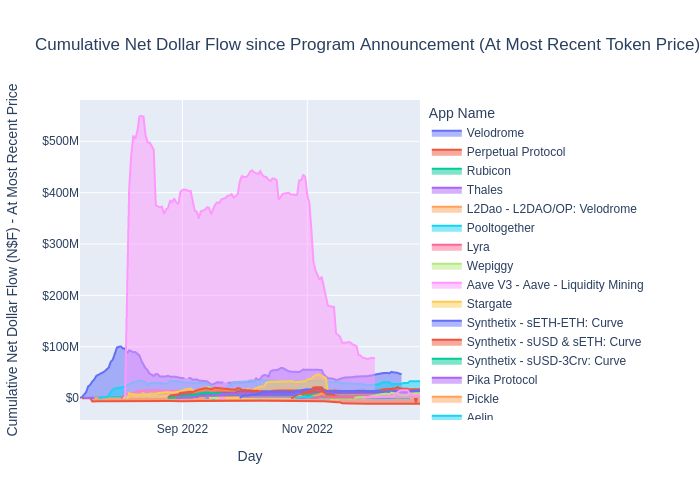 Cumulative Net Dollar Flow since Program Announcement (At Most Recent Token Price)
Cumulative Net Dollar Flow (N$F) - At Most Recent Price
$500M
$400M
$300M
$200M
$100M
$0
Sep 2022
Nov 2022
Day
App Name
Velodrome
Perpetual Protocol
Rubicon
Thales
L2Dao - L2DAO/OP: Velodrome
Pooltogether
Lyra
Wepiggy
Aave V3 - Aave - Liquidity Mining
Stargate
Synthetix - sETH-ETH: Curve
Synthetix - sUSD & sETH: Curve
Synthetix - sUSD-3Crv: Curve
Pika Protocol
Pickle
Aelin